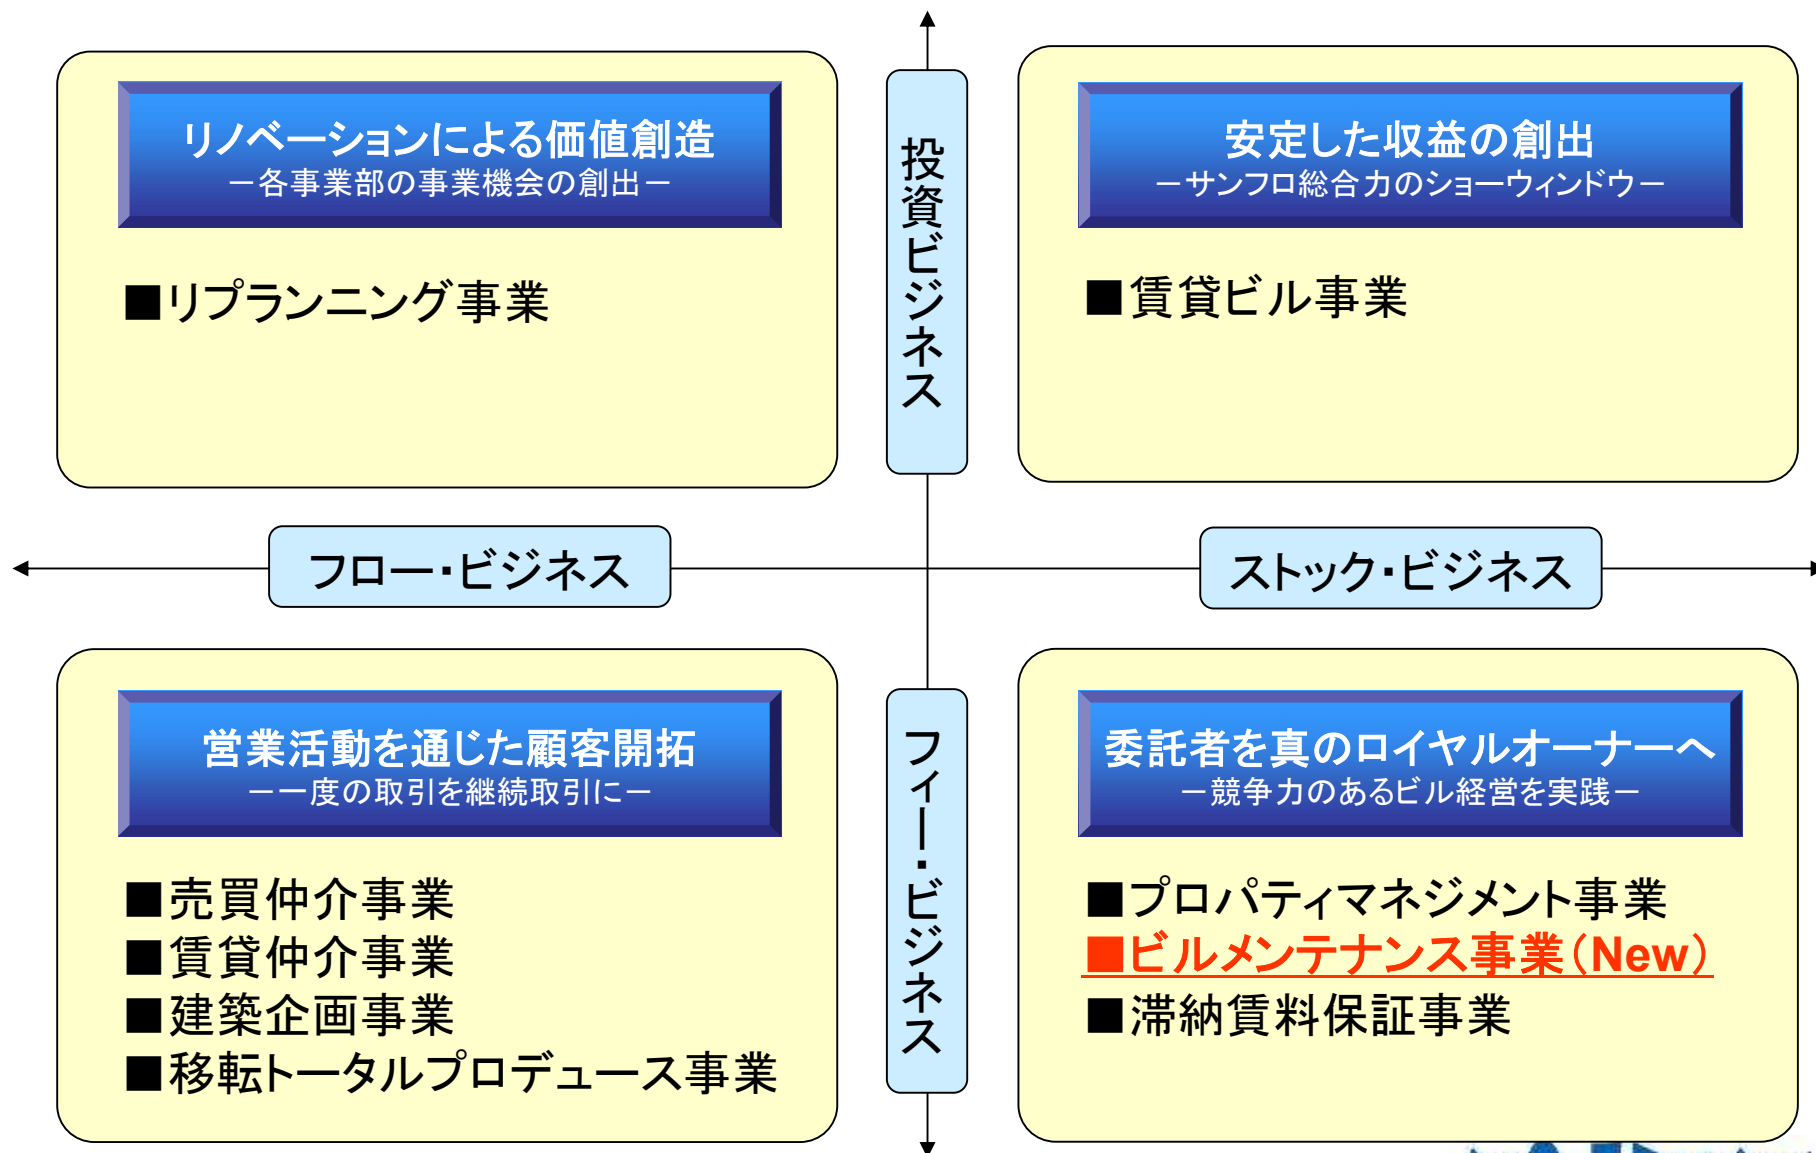 リノベーションによる価値創造
－各事業部の事業機会の創出－
■リプランニング事業
投資ビジネス
安定した収益の創出
－サンフロ総合力のショーウィンドウ－
■賃貸ビル事業
フロー・ビジネス
ストック・ビジネス
営業活動を通じた顧客開拓
－一度の取引を継続取引に－
■売買仲介事業
■賃貸仲介事業
■建築企画事業
■移転トータルプロデュース事業
フィー・ビジネス
委託者を真のロイヤルオーナーへ
－競争力のあるビル経営を実践－
■プロパティマネジメント事業
■ビルメンテナンス事業（New）
■滞納賃料保証事業